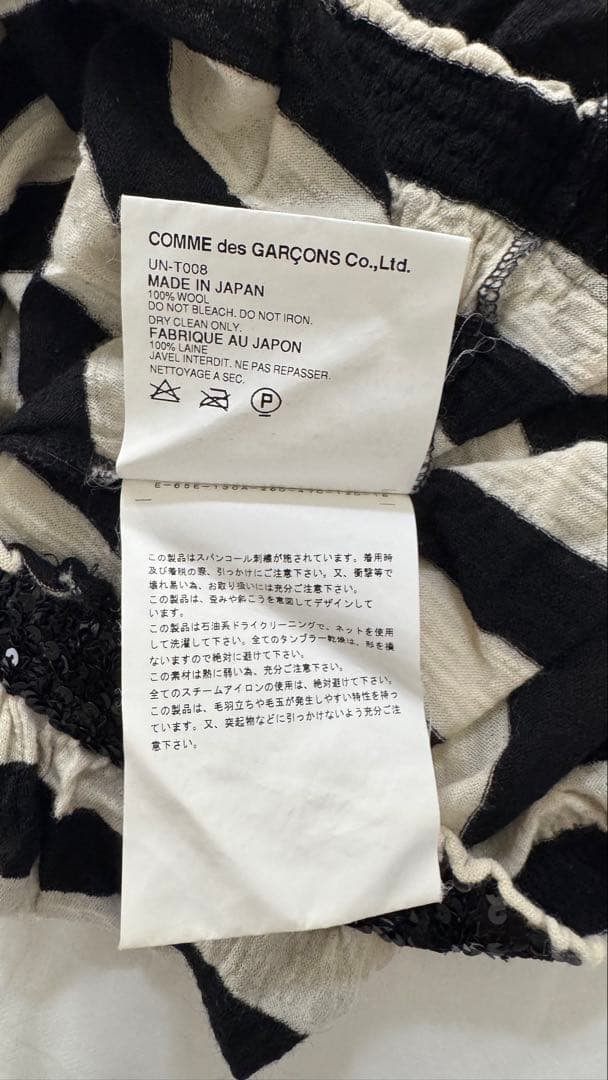 COMME des GARÇONS Co.,Ltd.
UN-T008
MADE IN JAPAN
100% WOOL
DO NOT BLEACH. DO NOT IRON.
DRY CLEAN ONLY.
FABRIQUE AU JAPON
100% LAINE
JAVEL INTERDIT. NE PAS REPASSER.
NETTOYAGE A SEC.
P
この製品はスパンコール刺繍が施されています。着用時
及び着脱の際、引っかけにご注意下さい。又、衝撃等で
壊れ易い為、お取り扱いには充分ご注意下さい。
この製品は、歪みや斜こうを意図してデザインして
います。
この製品は石油系ドライクリーニングで、ネットを使用
して洗濯して下さい。全てのタンブラー乾燥は、形を損
ないますので絶対に避けて下さい。
この素材は熱に弱い為、充分ご注意下さい。
全てのスチームアイロンの使用は、絶対避けて下さい。
この製品は、毛羽立ちや毛玉が発生しやすい特性を持っ
ています。又、突起物などに引っかけないよう充分ご注
意下さい。